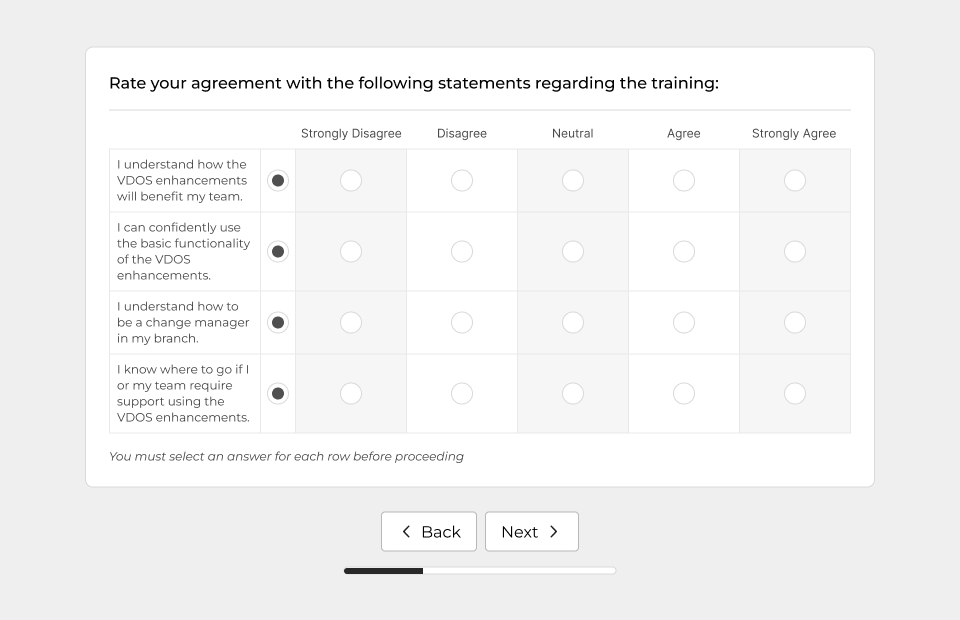 Rate your agreement with the following statements regarding the training:
Strongly Disagree Disagree Neutral Agree Strongly Agree
I understand how the
VDOS enhancements
will benefit my team.
I can confidently use
the basic functionality
of the VDOS
enhancements.
I understand how to
be a change manager
in my branch.
I know where to go if I
or my team require
support using the
VDOS enhancements.
You must select an answer for each row before proceeding
Back Next